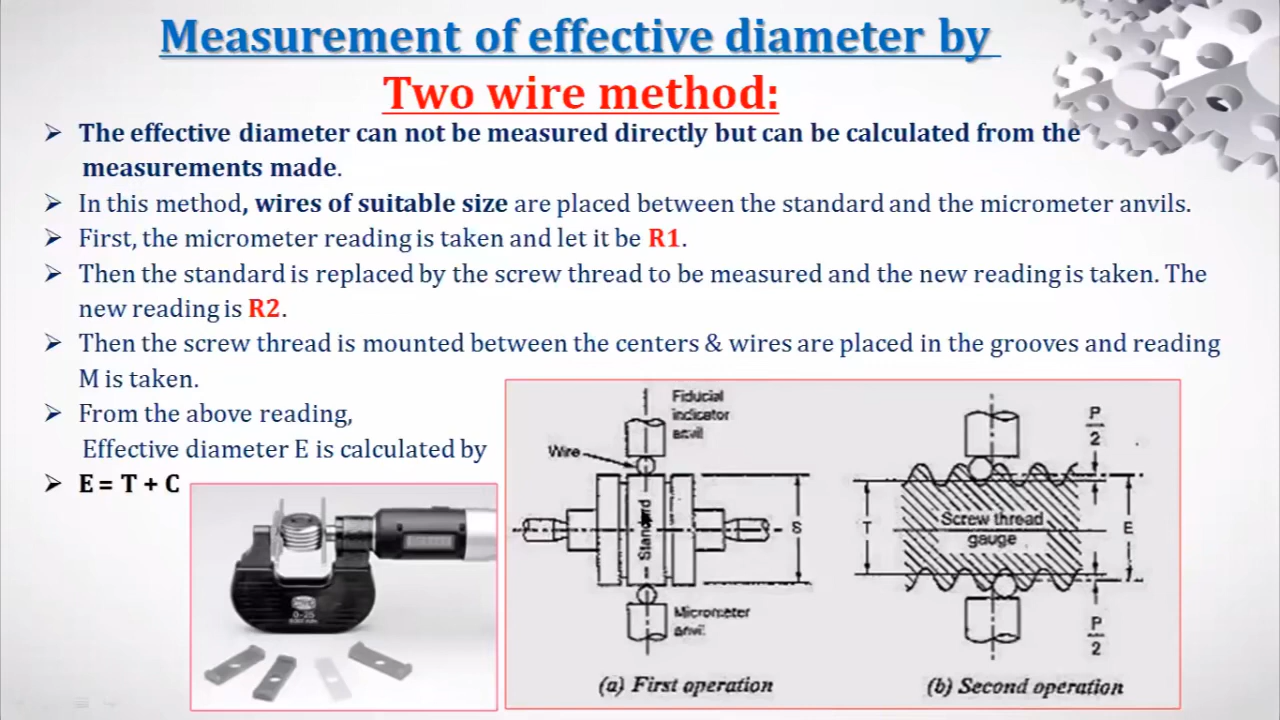 Measurement of effective diameter by
Two wire method:
➢ The effective diameter can not be measured directly but can be calculated from the
measurements made.
➢ In this method, wires of suitable size are placed between the standard and the micrometer anvils.
➢ First, the micrometer reading is taken and let it be R1.
➢ Then the standard is replaced by the screw thread to be measured and the new reading is taken. The
new reading is R2.
➢ Then the screw thread is mounted between the centers & wires are placed in the grooves and reading
M is taken.
➢ From the above reading,
Effective diameter E is calculated by
➢ E = T + C
0-25
Fiducial
indicator
anvil
Wire
Standard
S
Micrometer
anvil
(a) First operation
P/2
T
Screw thread
gauge
E
P/2
(b) Second operation